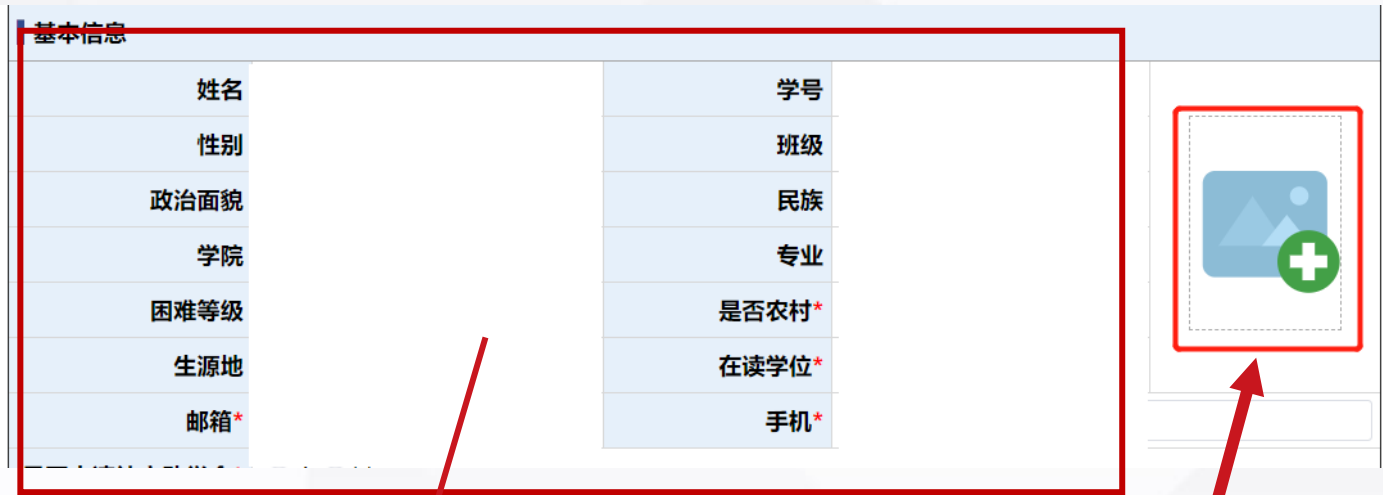 基本信息
姓名 学号
性别 班级
政治面貌 民族
学院 专业
困难等级 是否农村*
生源地 在读学位*
邮箱* 手机*